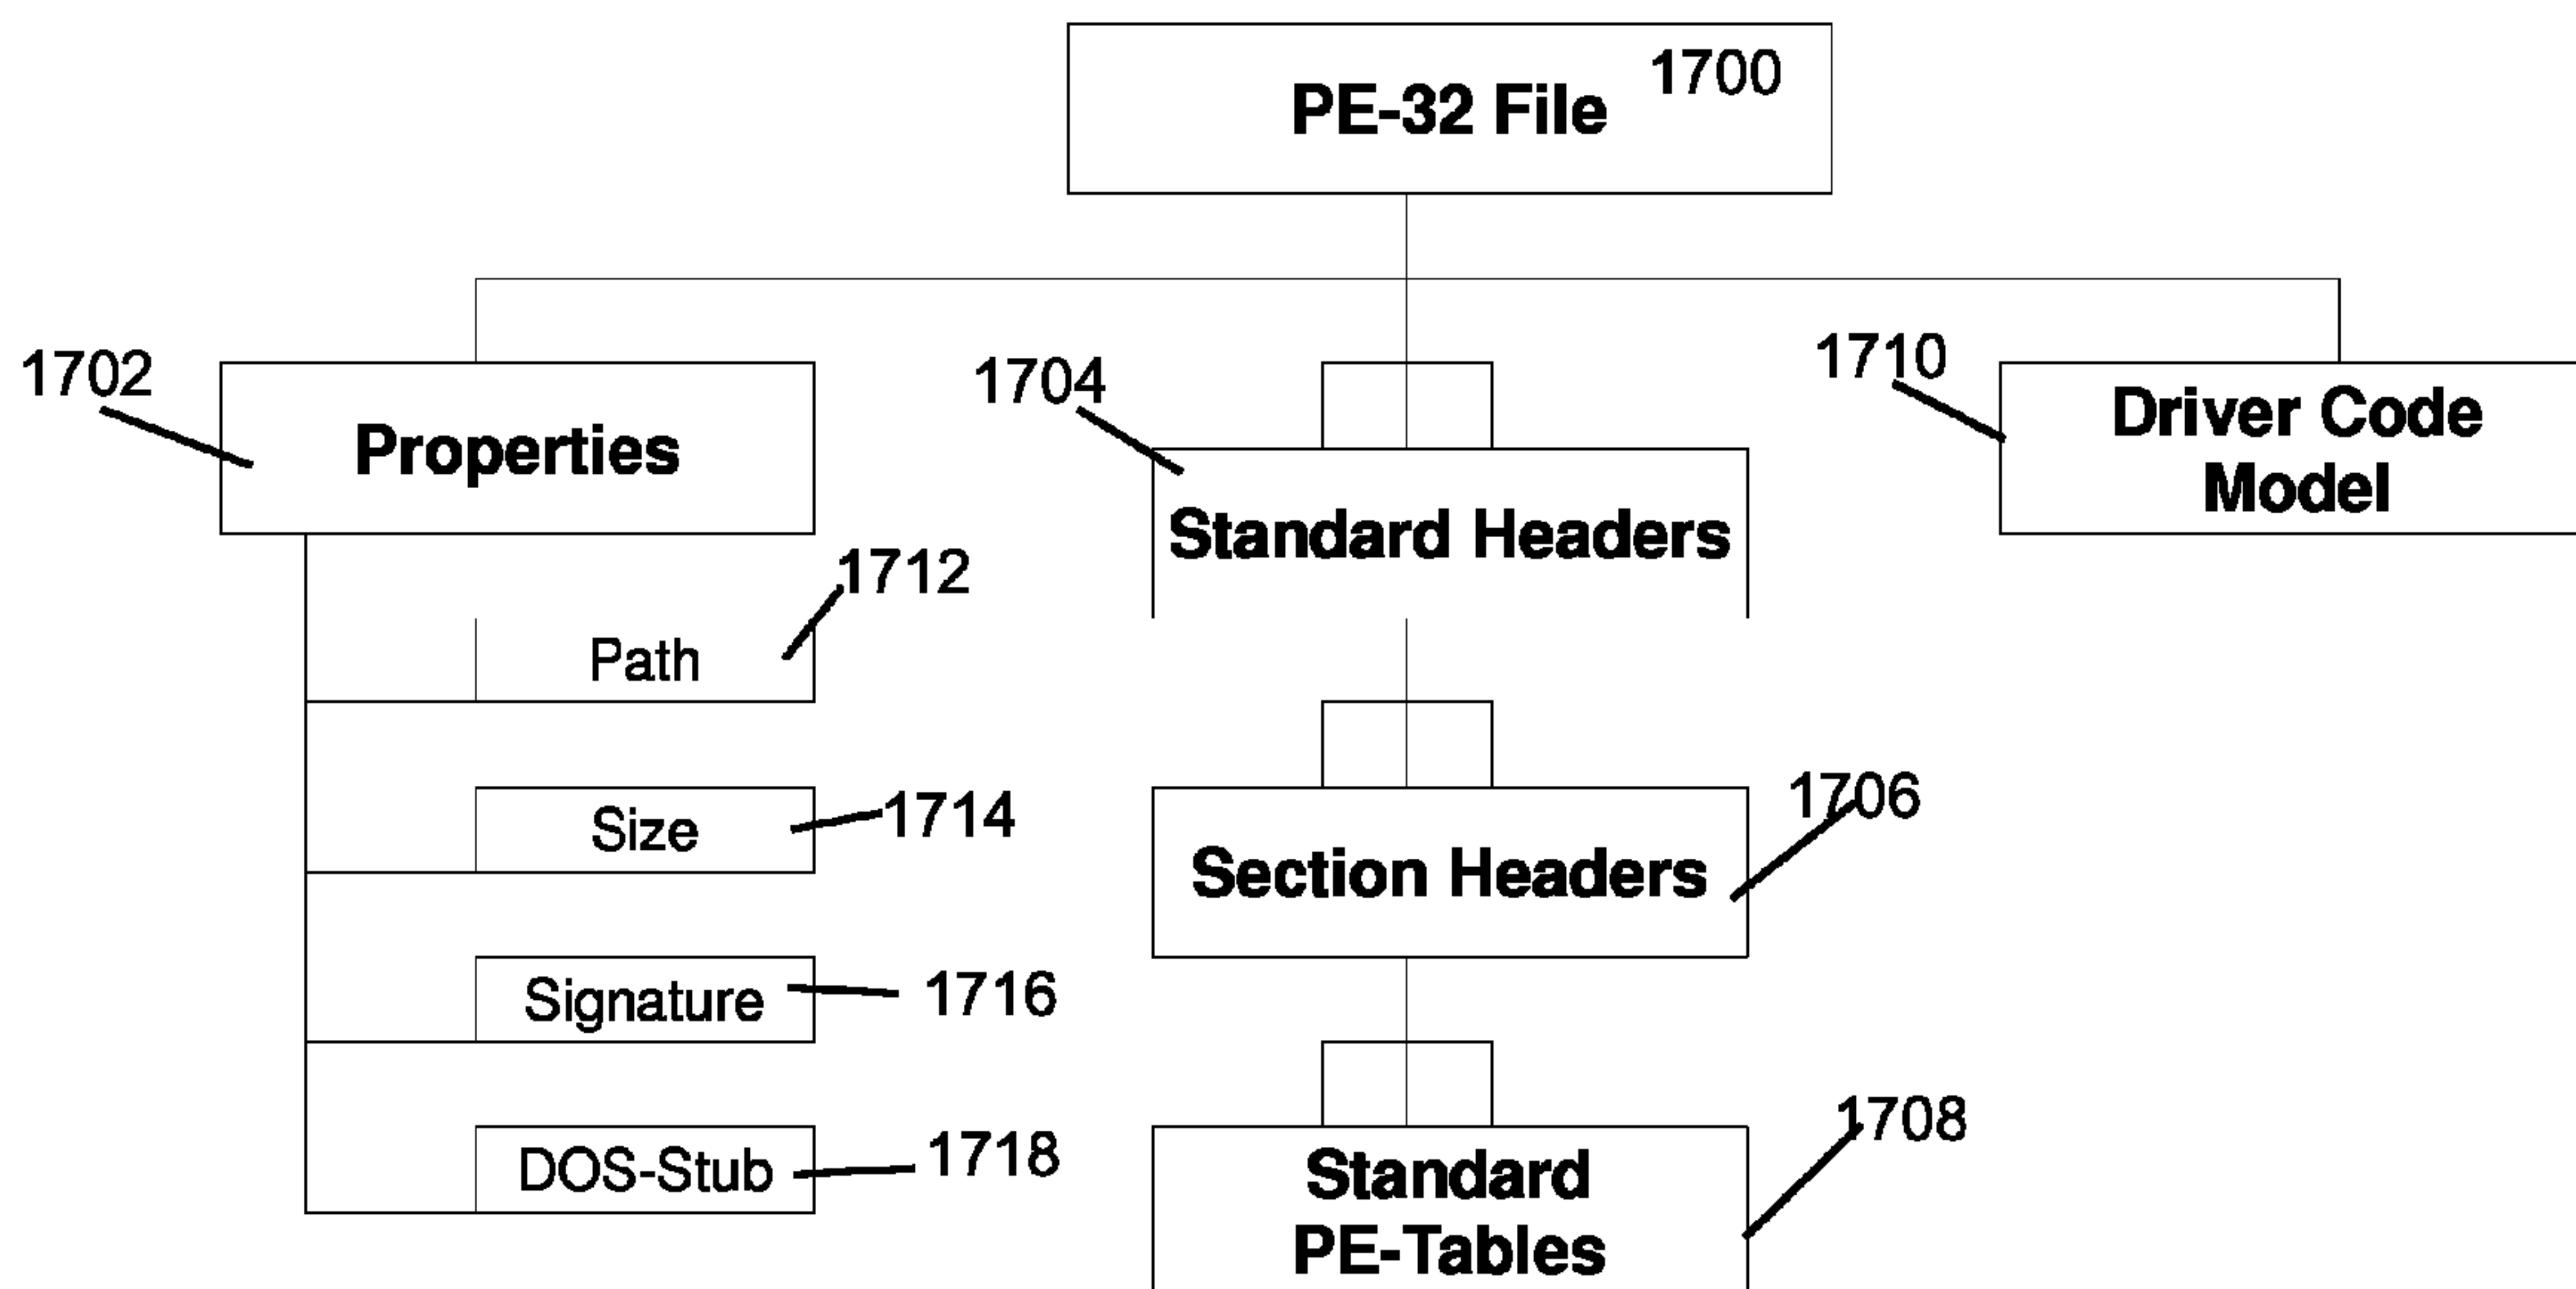 1700
PE-32 File
1702
Properties
1704
Standard Headers
1710
Driver Code
Model
1712
Path
1714
Size
1706
Section Headers
1716
Signature
1718
DOS-Stub
1708
Standard
PE-Tables